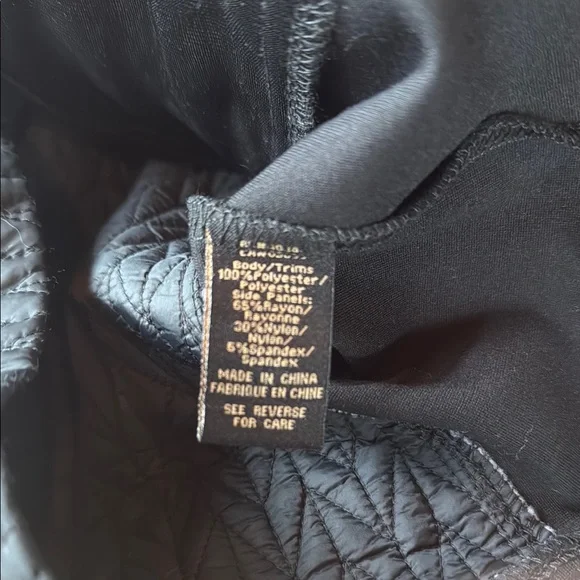 Body/Trims
100%Polyester/
Polyester
Side Panels:
65%Rayon/
Rayonne
30%Nylon/
Nylon/
5%Spandex/
Spandex
MADE IN CHINA
FABRIQUE EN CHINE
SEE REVERSE
FOR CARE